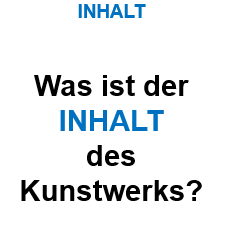 INHALT
Was ist der
INHALT
des
Kunstwerks?